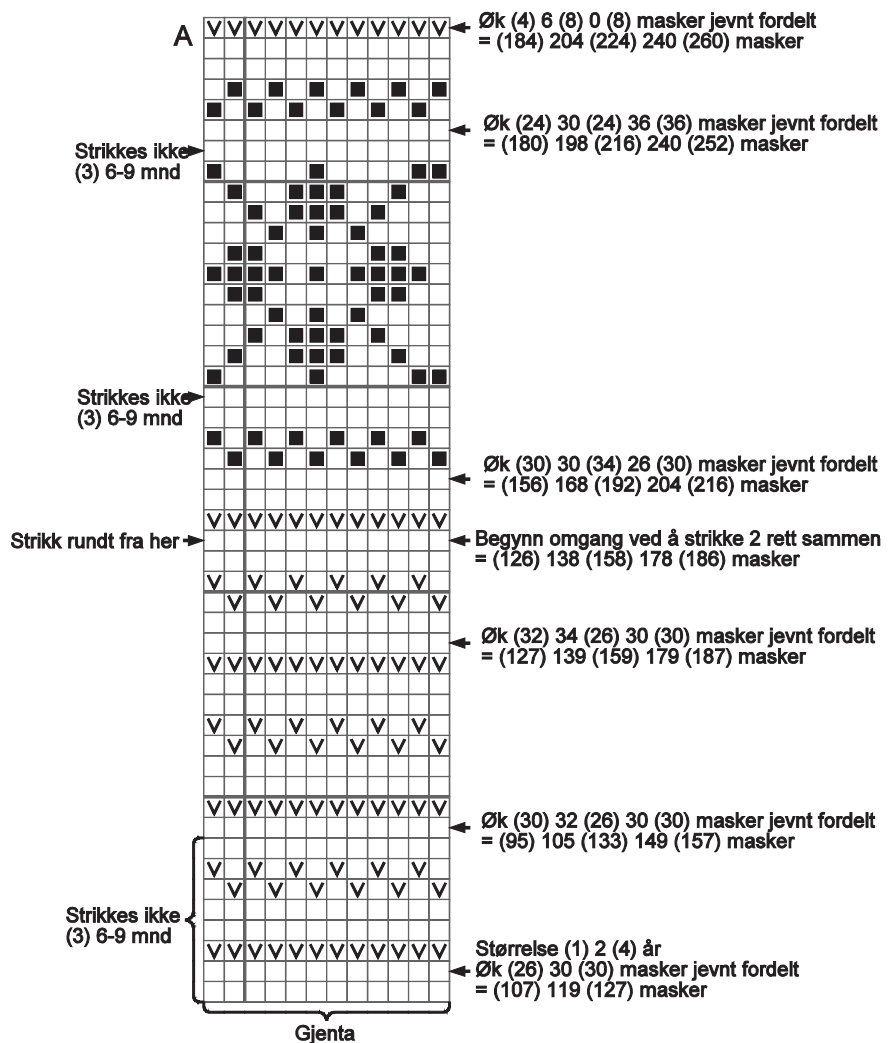 A
Øk (4) 6 (8) 0 (8) masker jevnt fordelt
= (184) 204 (224) 240 (260) masker
Øk (24) 30 (24) 36 (36) masker jevnt fordelt
= (180) 198 (216) 240 (252) masker
Strikkes ikke
(3) 6-9 mnd
Strikkes ikke
(3) 6-9 mnd
Øk (30) 30 (34) 26 (30) masker jevnt fordelt
= (156) 168 (192) 204 (216) masker
Strikk rundt fra her
Begynn omgang ved å strikke 2 rett sammen
= (126) 138 (158) 178 (186) masker
Øk (32) 34 (26) 30 (30) masker jevnt fordelt
= (127) 139 (159) 179 (187) masker
Øk (30) 32 (26) 30 (30) masker jevnt fordelt
= (95) 105 (133) 149 (157) masker
Strikkes ikke
(3) 6-9 mnd
Størrelse (1) 2 (4) år
Øk (26) 30 (30) masker jevnt fordelt
= (107) 119 (127) masker
Gjenta